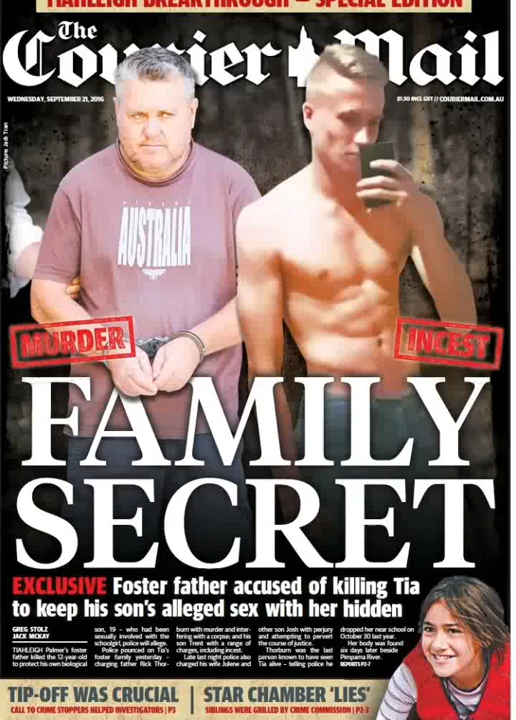 TIAHLEIGH BREAKTHROUGH – SPECIAL EDITION
The
Courier Mail
WEDNESDAY, SEPTEMBER 21, 2016
$1.50 INCL GST // COURIERMAIL.COM.AU
Picture: Jack Tran
AUSTRALIA
MURDER
INCEST
FAMILY
SECRET
EXCLUSIVE Foster father accused of killing Tia
to keep his son's alleged sex with her hidden
GREG STOLZ
JACK MCKAY
TIAHLEIGH Palmer's foster
father killed the 12-year-old
to protect his own biological
son, 19 – who had been
sexually involved with the
schoolgirl, police will allege.
Police pounced on Tia's
foster family yesterday –
charging father Rick Thor-
burn with murder and inter-
fering with a corpse; and his
son Trent with a range of
charges, including incest.
Late last night police also
charged his wife Julene and
other son Josh with perjury
and attempting to pervert
the course of justice.
Thorburn was the last
person known to have seen
Tia alive – telling police he
dropped her near school on
October 30 last year.
Her body was found
six days later beside
Pimpama River.
REPORTS P2-7
TIP-OFF WAS CRUCIAL
CALL TO CRIME STOPPERS HELPED INVESTIGATORS | P3
STAR CHAMBER 'LIES'
SIBLINGS WERE GRILLED BY CRIME COMMISSION | P2-3